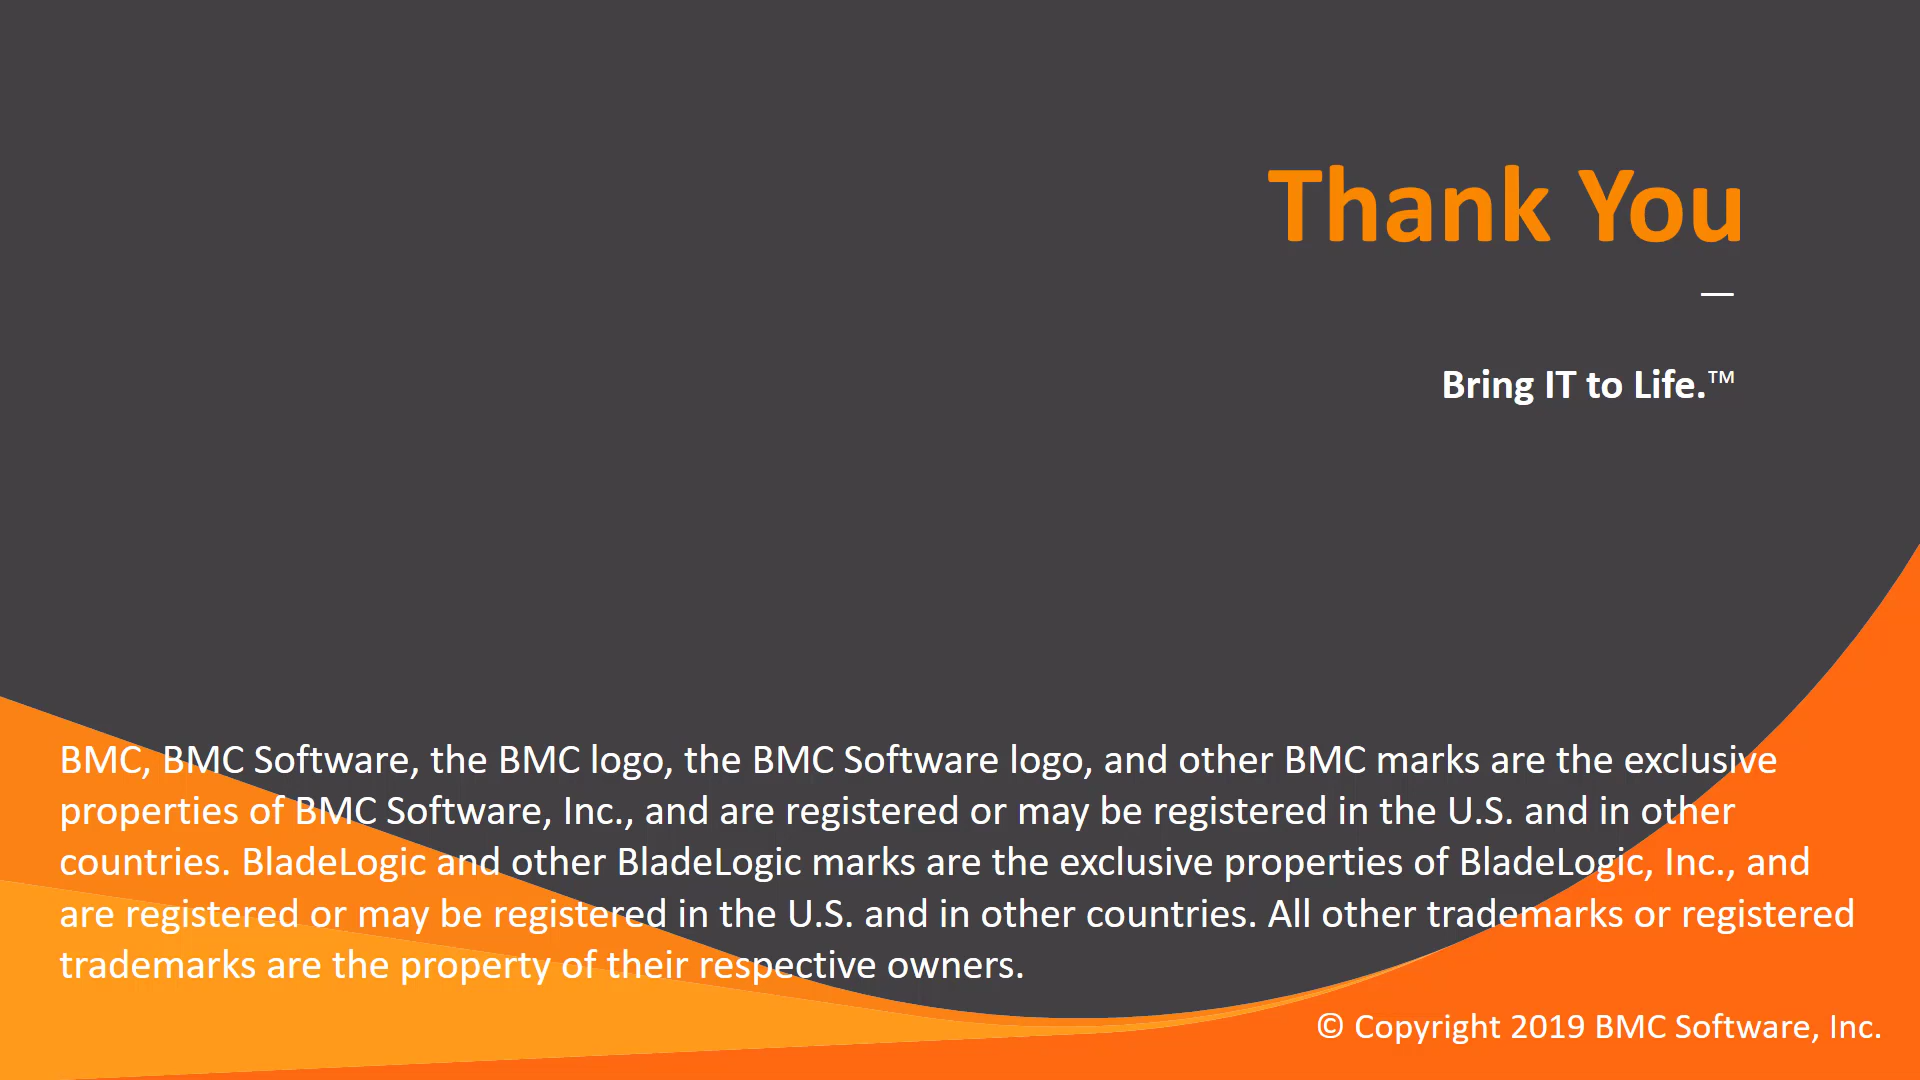 Thank You
Bring IT to Life.™
BMC, BMC Software, the BMC logo, the BMC Software logo, and other BMC marks are the exclusive
properties of BMC Software, Inc., and are registered or may be registered in the U.S. and in other
countries. BladeLogic and other BladeLogic marks are the exclusive properties of BladeLogic, Inc., and
are registered or may be registered in the U.S. and in other countries. All other trademarks or registered
trademarks are the property of their respective owners.
© Copyright 2019 BMC Software, Inc.